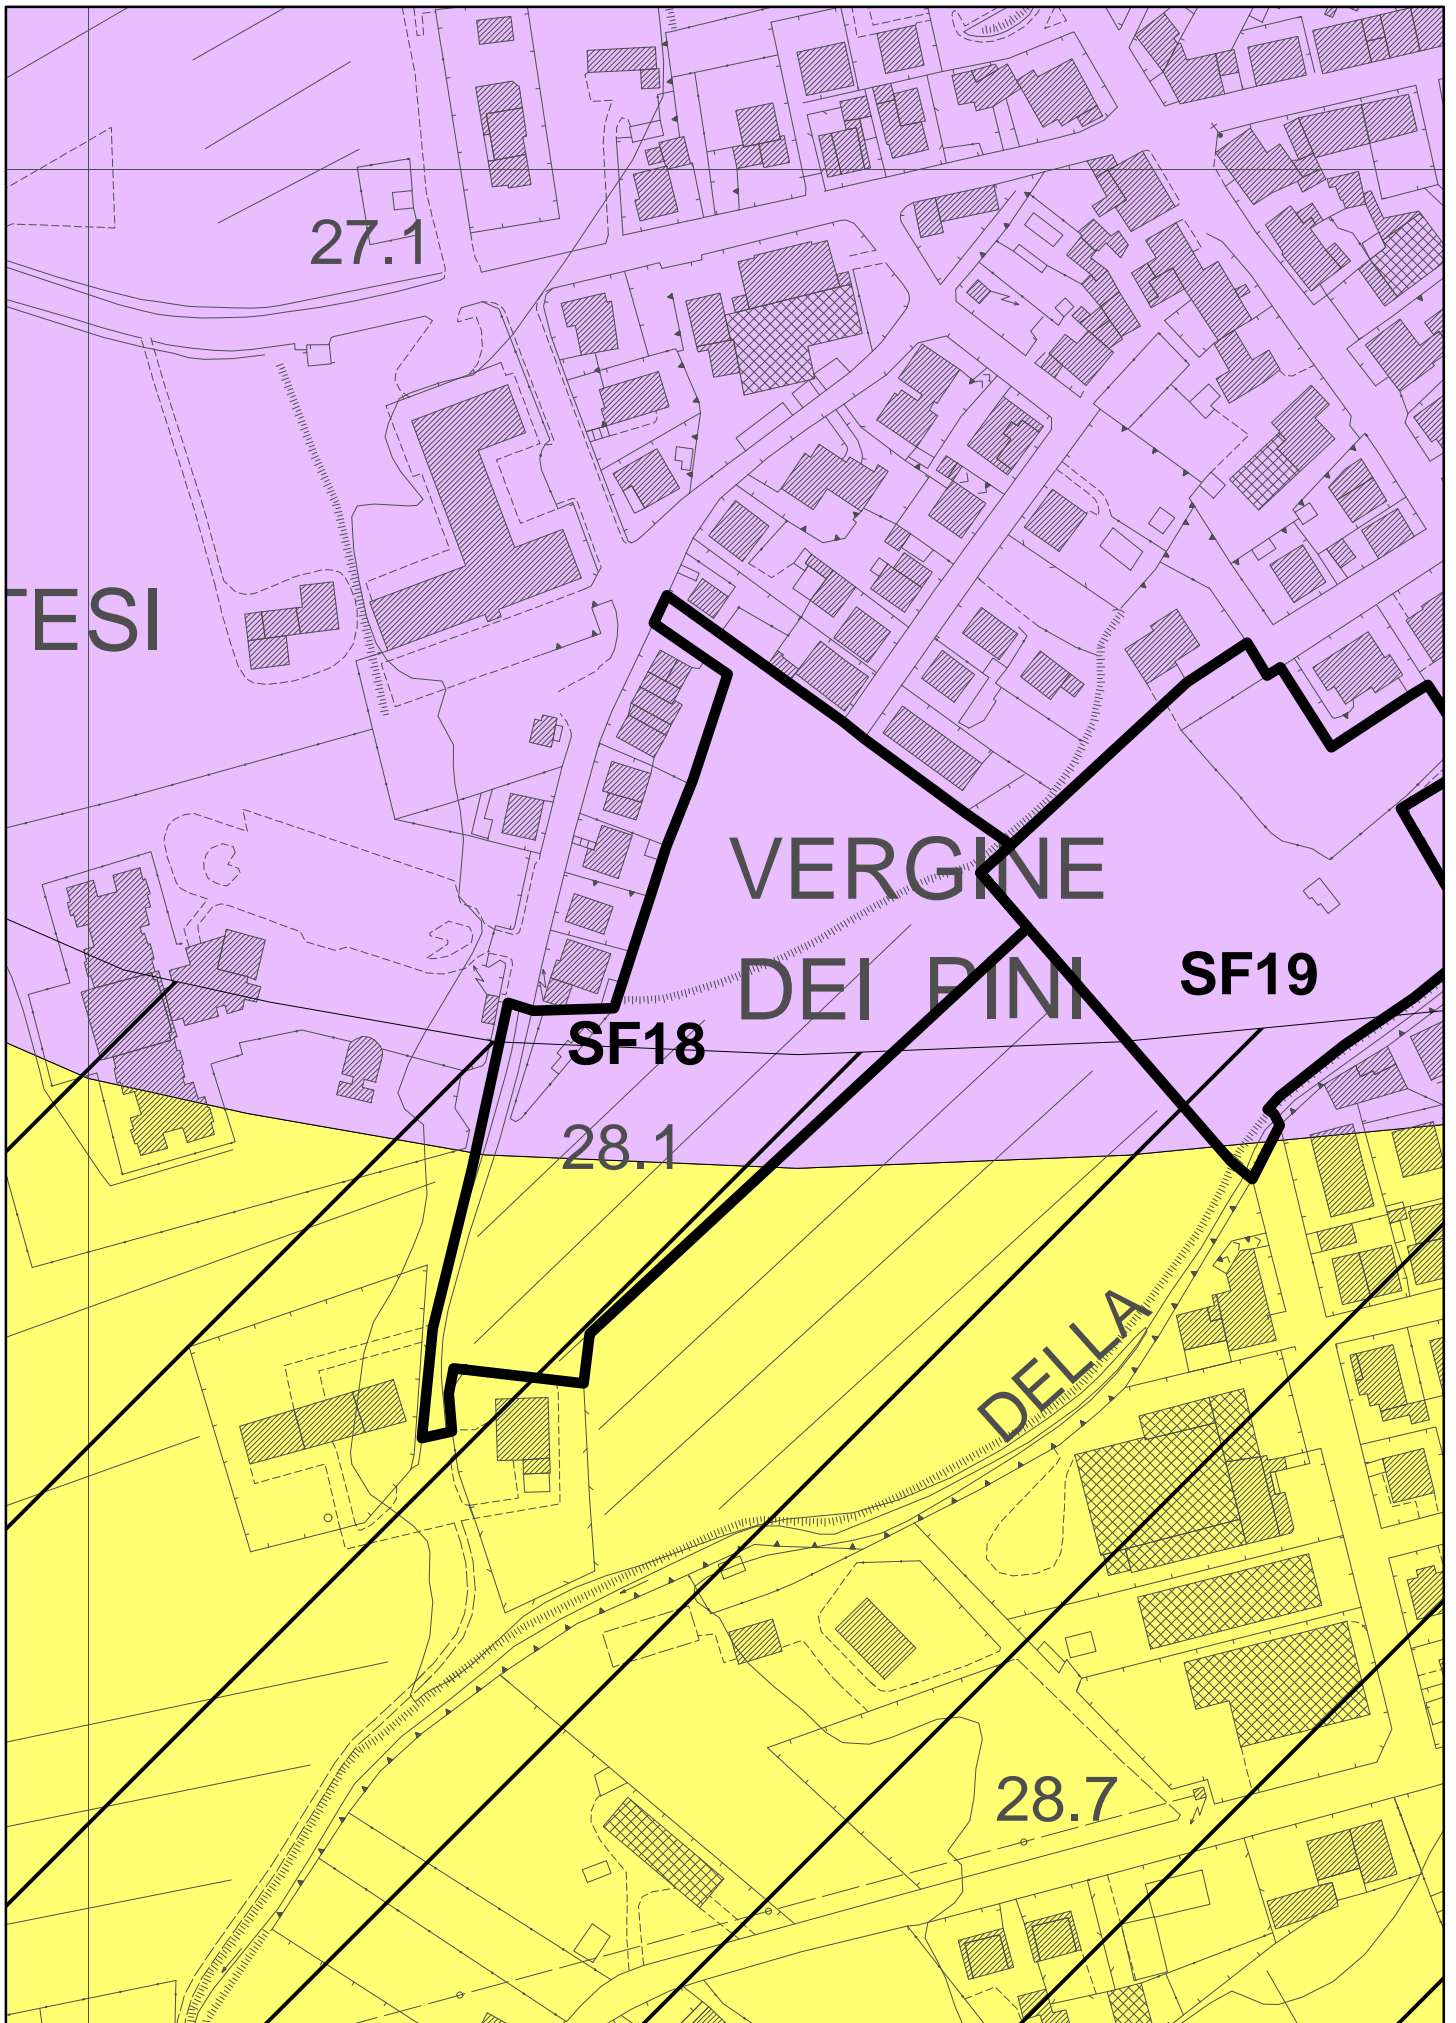 27.1
TESI
VERGINE
DEI PINI
SF19
SF18
28.1
DELLA
28.7